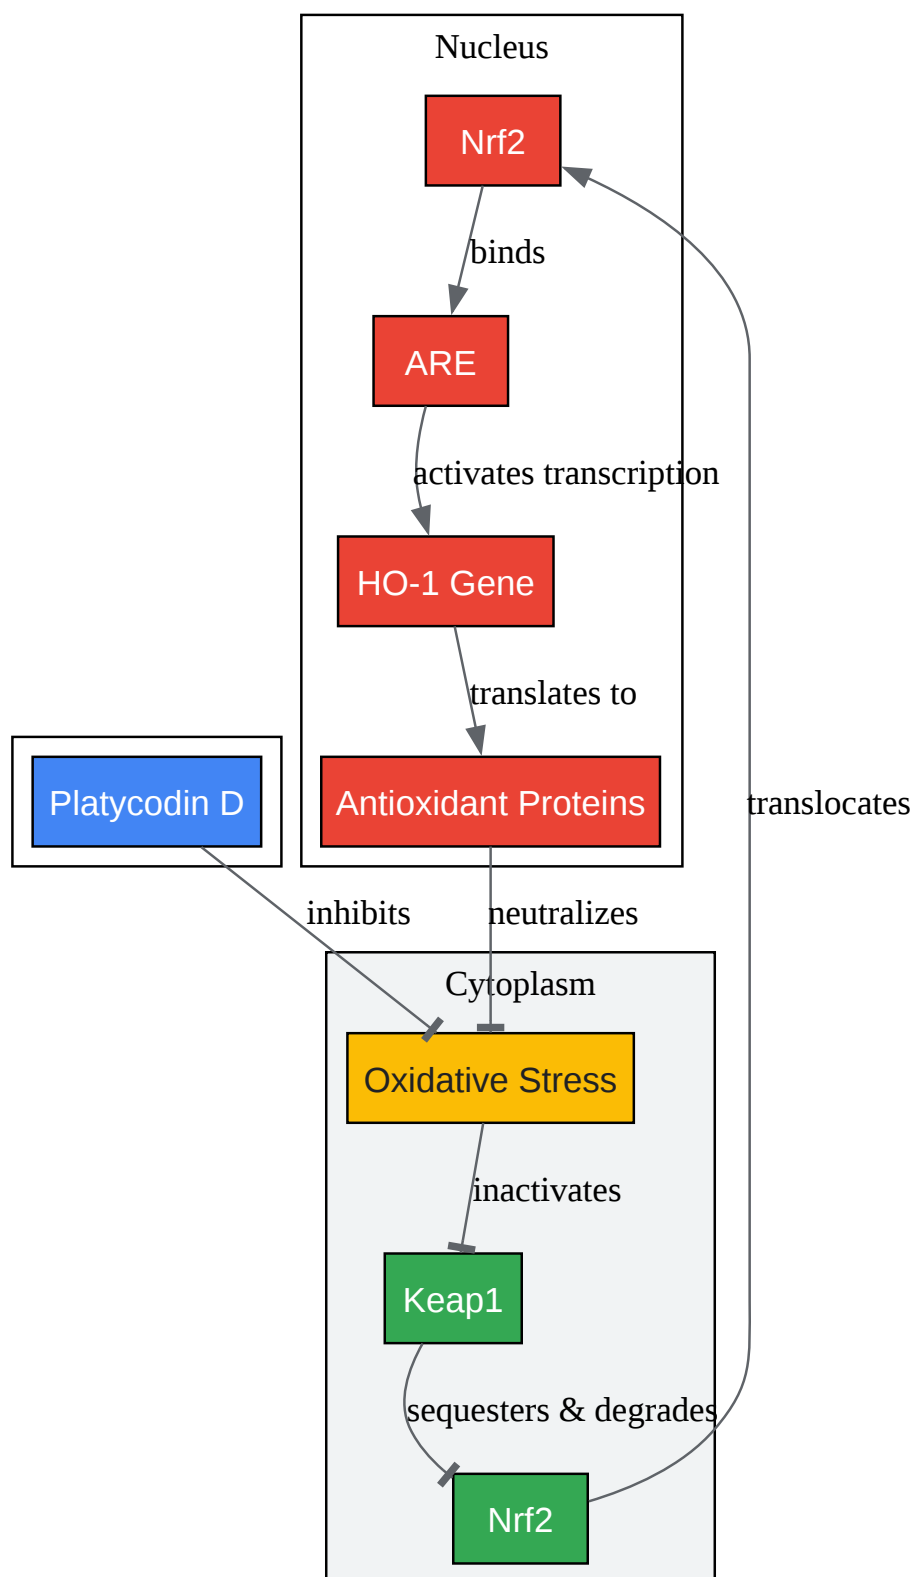 Nucleus
Nrf2
binds
ARE
activates transcription
HO-1 Gene
translates to
Platycodin D
Antioxidant Proteins
translocates
inhibits
neutralizes
Cytoplasm
Oxidative Stress
inactivates
Keap1
sequesters & degrades
Nrf2